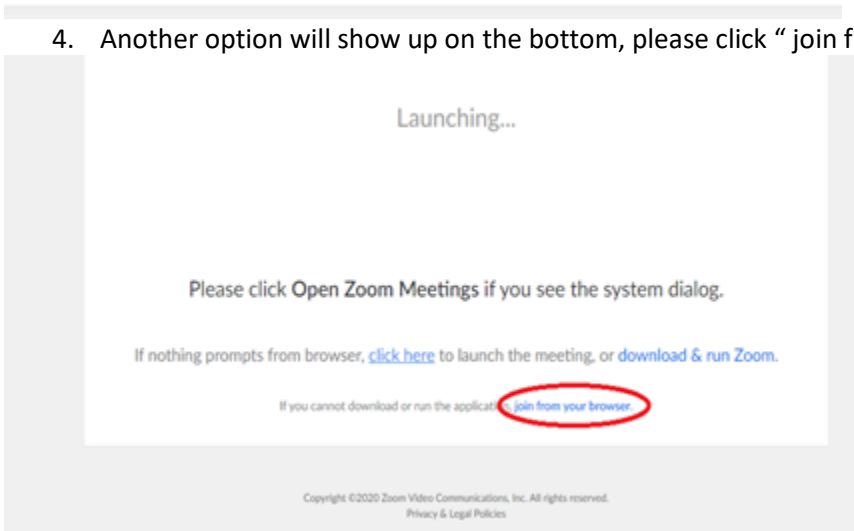 4. Another option will show up on the bottom, please click “ join f
Launching...
Please click Open Zoom Meetings if you see the system dialog.
If nothing prompts from browser, click here to launch the meeting, or download & run Zoom.
If you cannot download or run the application, join from your browser.
Copyright ©2020 Zoom Video Communications, Inc. All rights reserved.
Privacy & Legal Policies